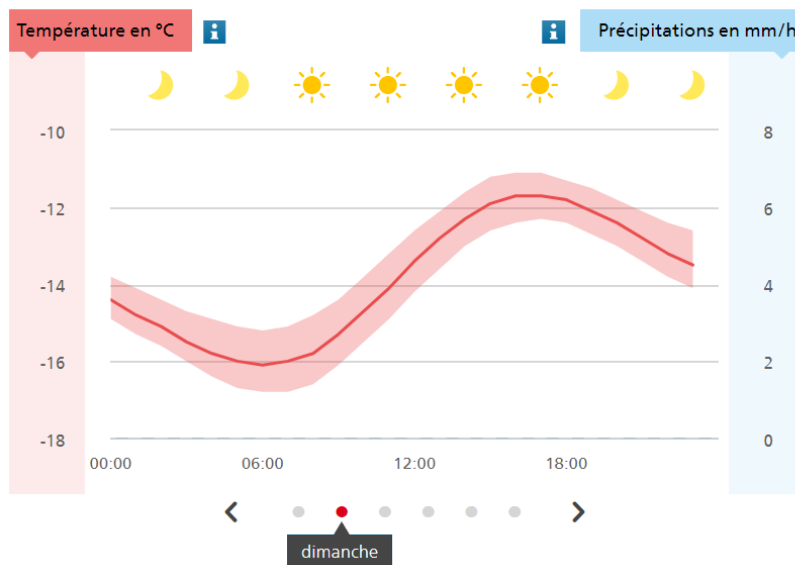 Température en °C
i
i
Précipitations en mm/h
-10
8
-12
6
-14
4
-16
2
-18
0
00:00 06:00 12:00 18:00
dimanche